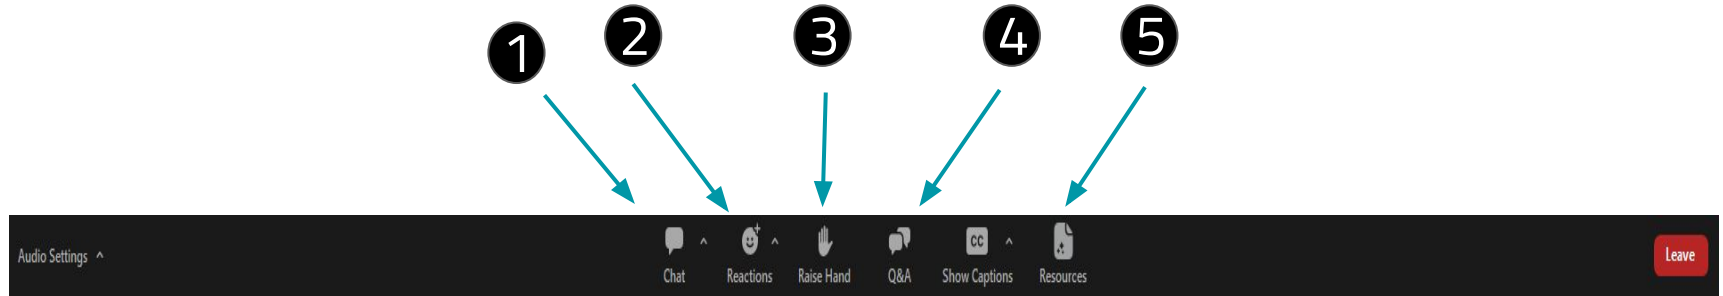 1 2 3 4 5
Audio Settings ^ Chat ^ Reactions ^ Raise Hand Q&A CC Show Captions ^ Resources Leave